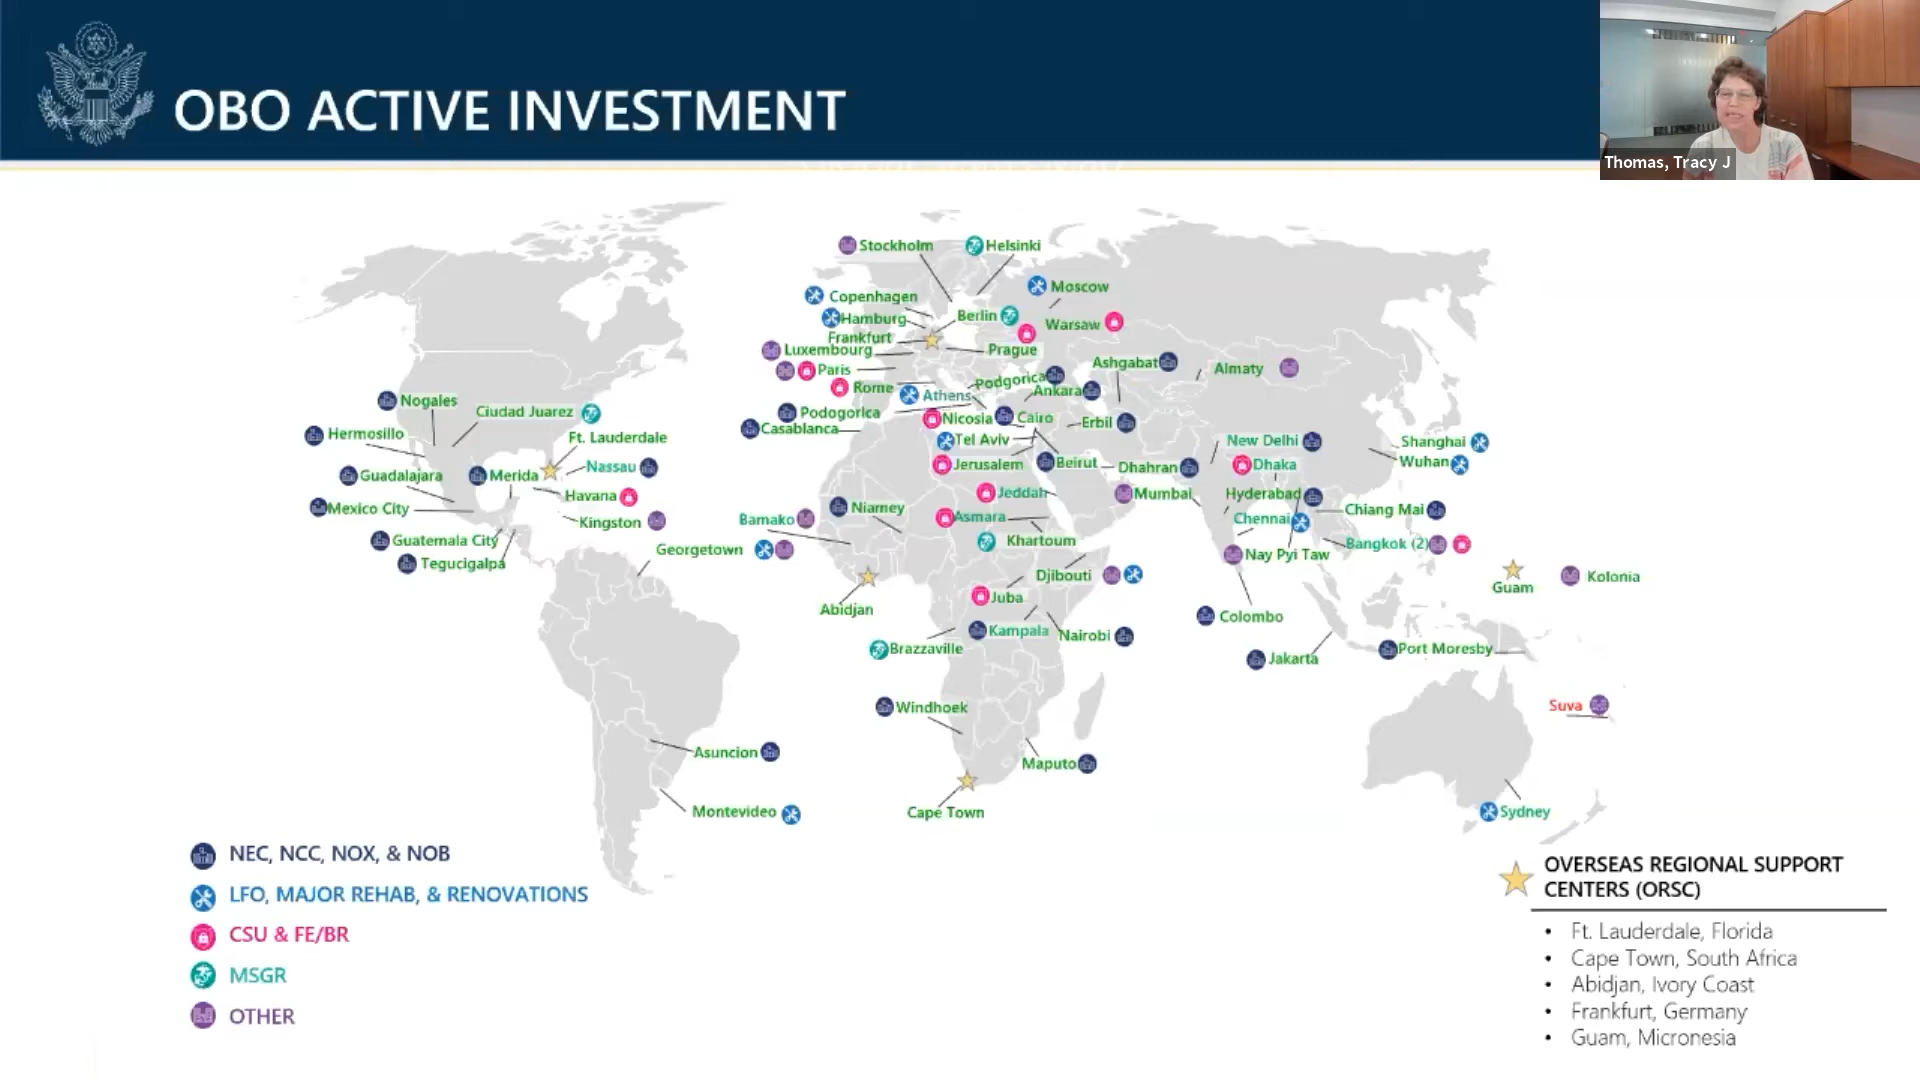 OBO ACTIVE INVESTMENT
Thomas, Tracy J
Stockholm
Helsinki
Moscow
Copenhagen
Hamburg
Berlin
Warsaw
Frankfurt
Luxembourg
Prague
Paris
Ashgabat
Almaty
Rome
Podgorica
Athens
Ankara
Nogales
Ciudad Juarez
Podogorica
Nicosia
Cairo
Erbil
Casablanca
Hermosillo
Ft. Lauderdale
Tel Aviv
New Delhi
Shanghai
Guadalajara
Merida
Nassau
Jerusalem
Beirut
Dhahran
Dhaka
Wuhan
Havana
Jeddah
Mumbai
Hyderabad
Mexico City
Kingston
Bamako
Niamey
Asmara
Chennai
Chiang Mai
Guatemala City
Georgetown
Khartoum
Nay Pyi Taw
Bangkok (2)
Tegucigalpa
Djibouti
Guam
Kolonia
Abidjan
Juba
Colombo
Kampala
Nairobi
Brazzaville
Jakarta
Port Moresby
Windhoek
Suva
Asuncion
Maputo
Montevideo
Cape Town
Sydney
NEC, NCC, NOX, & NOB
LFO, MAJOR REHAB, & RENOVATIONS
CSU & FE/BR
MSGR
OTHER
OVERSEAS REGIONAL SUPPORT
CENTERS (ORSC)
• Ft. Lauderdale, Florida
• Cape Town, South Africa
• Abidjan, Ivory Coast
• Frankfurt, Germany
• Guam, Micronesia